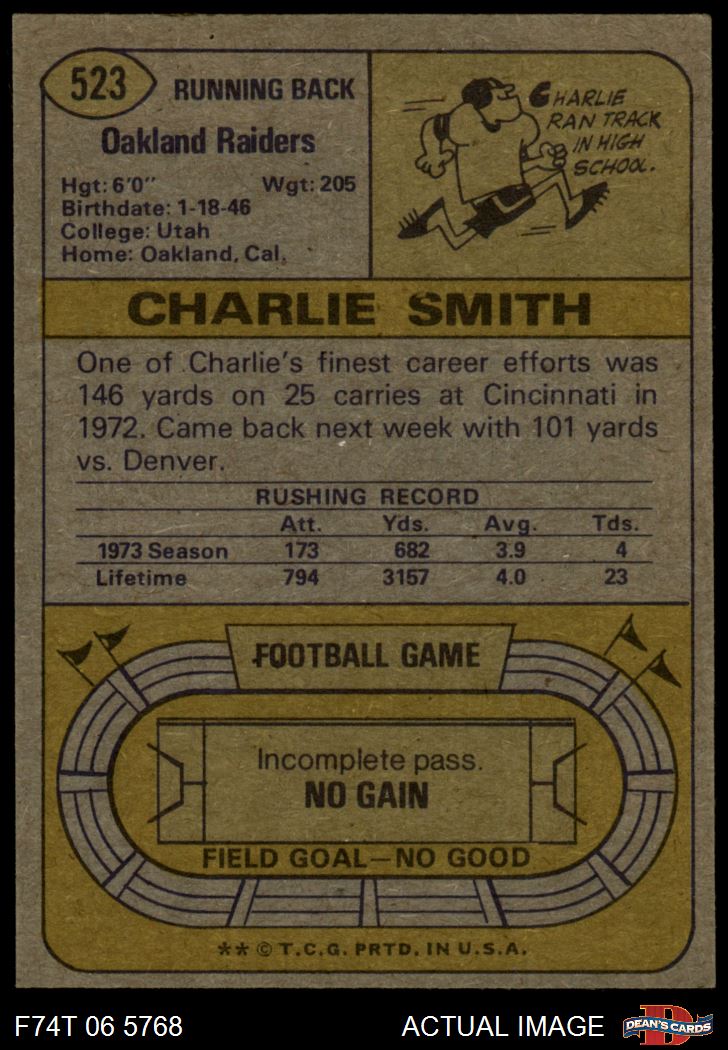 523
RUNNING BACK
Oakland Raiders
Hgt: 6'0" Wgt: 205
Birthdate: 1-18-46
College: Utah
Home: Oakland, Cal.
CHARLIE
RAN TRACK
IN HIGH
SCHOOL.
CHARLIE SMITH
One of Charlie's finest career efforts was
146 yards on 25 carries at Cincinnati in
1972. Came back next week with 101 yards
vs. Denver.
RUSHING RECORD
Att. Yds. Avg. Tds.
1973 Season 173 682 3.9 4
Lifetime 794 3157 4.0 23
FOOTBALL GAME
Incomplete pass.
NO GAIN
FIELD GOAL—NO GOOD
** © T.C.G. PRTD. IN U.S.A.
F74T 06 5768 ACTUAL IMAGE
D
DEAN'S CARDS